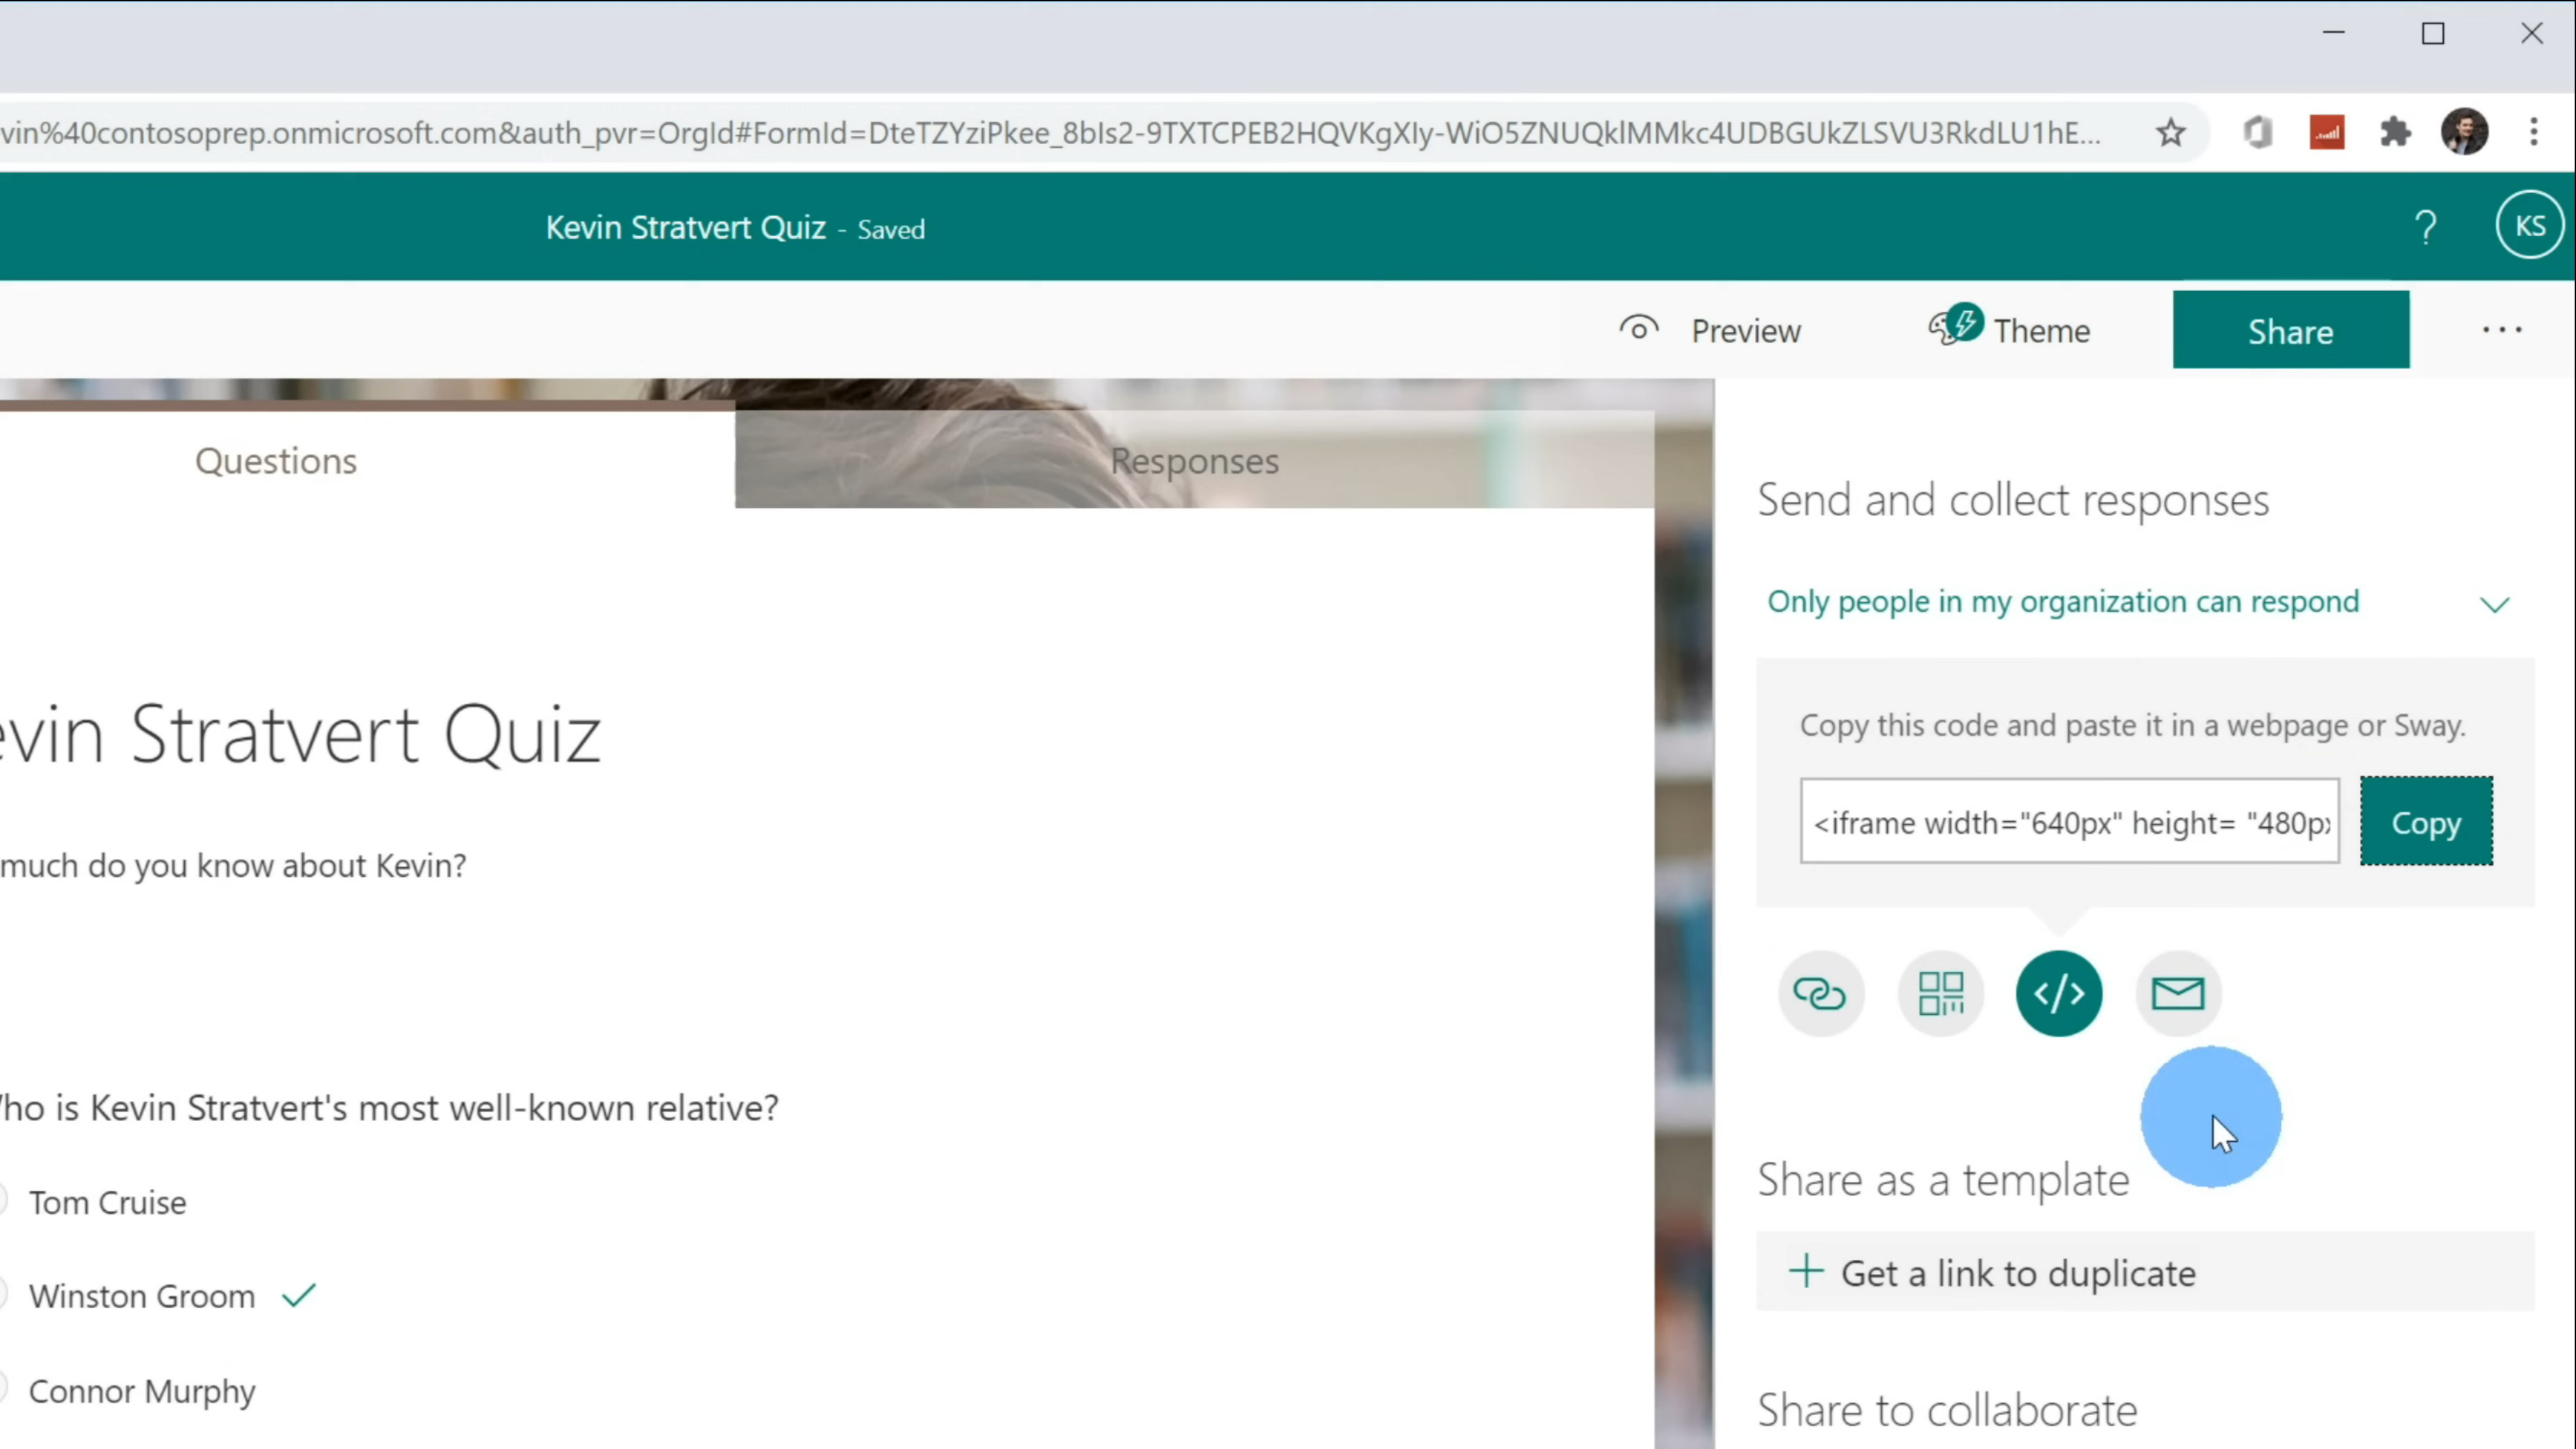 vin%40contosoprep.onmicrosoft.com&auth_pvr=OrgId#FormId=DteTZYziPkee_8bIs2-9TXTCPEB2HQVKgXIy-WiO5ZNUQklMMkc4UDBGUkZLSVU3RkdLU1hE...
Kevin Stratvert Quiz - Saved
? KS
Preview Theme Share ...
Questions Responses
Send and collect responses
Only people in my organization can respond
evin Stratvert Quiz
Copy this code and paste it in a webpage or Sway.
<iframe width="640px" height= "480px Copy
much do you know about Kevin?
</>
Who is Kevin Stratvert's most well-known relative?
Tom Cruise
Share as a template
Winston Groom
+ Get a link to duplicate
Connor Murphy
Share to collaborate